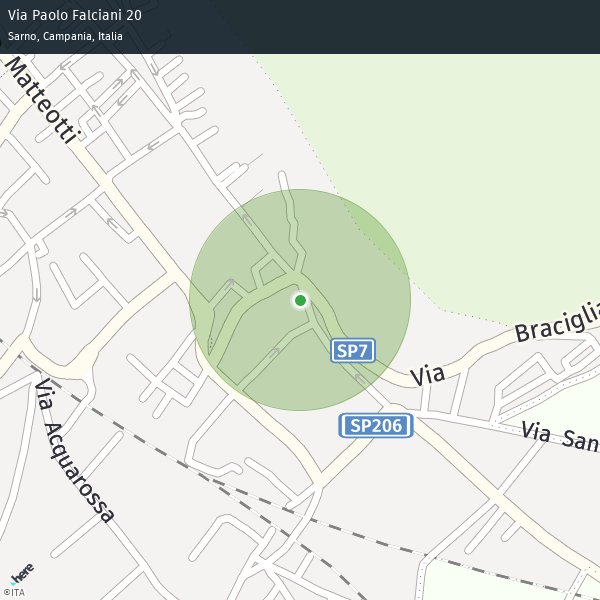 Via Paolo Falciani 20
Sarno, Campania, Italia
Matteotti
SP7
Via
Braciglia
SP206
Via San
Via Acquarossa
here
©ITA